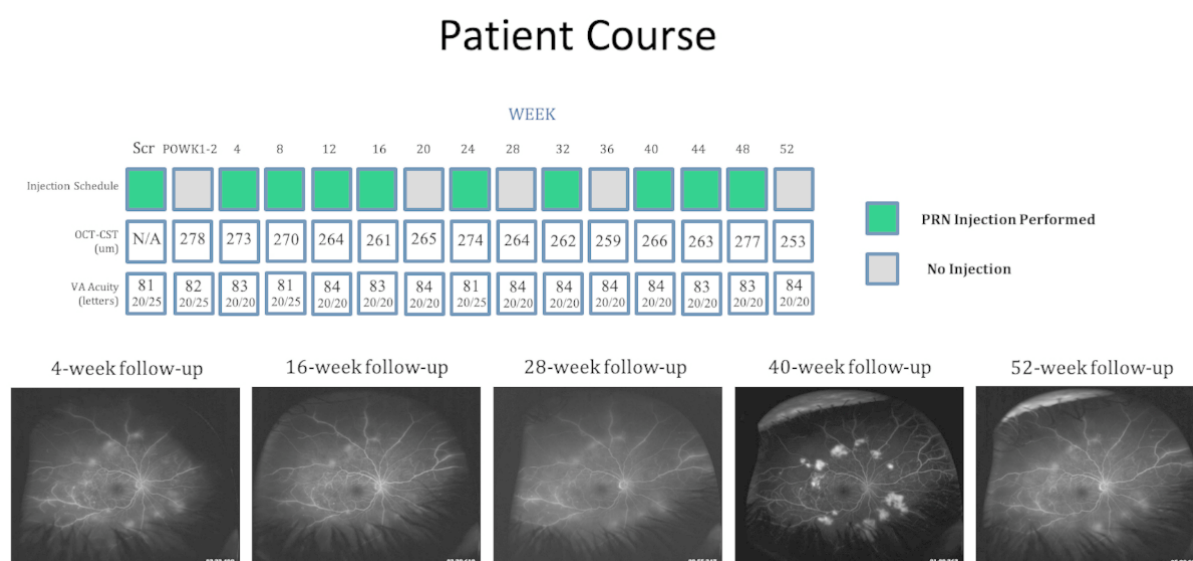 Patient Course
WEEK
Scr POWK1-2 4 8 12 16 20 24 28 32 36 40 44 48 52
Injection Schedule
PRN Injection Performed
OCT-CST
(um)
N/A 278 273 270 264 261 265 274 264 262 259 266 263 277 253
No Injection
VA Acuity
(letters)
81 82 83 81 84 83 84 81 84 84 84 84 83 83 84
20/25 20/25 20/20 20/25 20/20 20/20 20/20 20/25 20/20 20/20 20/20 20/20 20/20 20/20 20/20
4-week follow-up 16-week follow-up 28-week follow-up 40-week follow-up 52-week follow-up